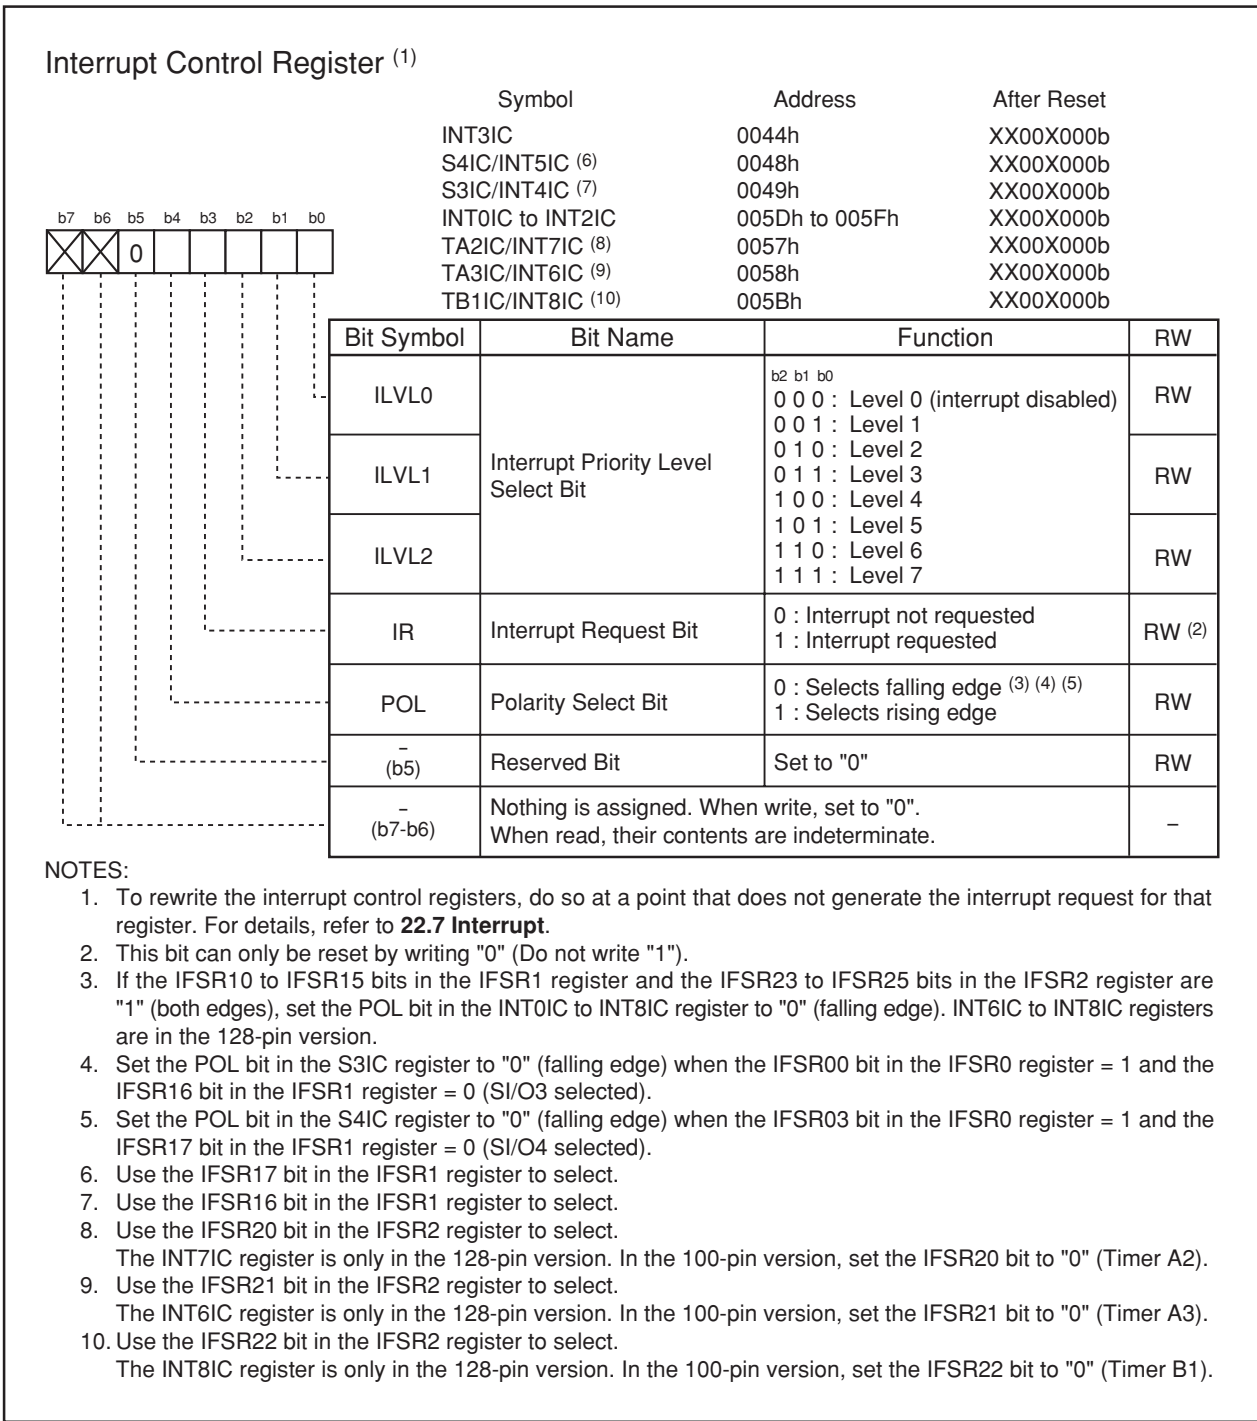 Interrupt Control Register (1)
Symbol Address After Reset
INT3IC 0044h XX00X000b
S4IC/INT5IC (6) 0048h XX00X000b
S3IC/INT4IC (7) 0049h XX00X000b
INT0IC to INT2IC 005Dh to 005Fh XX00X000b
TA2IC/INT7IC (8) 0057h XX00X000b
TA3IC/INT6IC (9) 0058h XX00X000b
TB1IC/INT8IC (10) 005Bh XX00X000b
b7 b6 b5 b4 b3 b2 b1 b0
0
Bit Symbol Bit Name Function RW
ILVL0 RW
ILVL1 RW
ILVL2 RW
Interrupt Priority Level
Select Bit
b2 b1 b0
0 0 0 : Level 0 (interrupt disabled)
0 0 1 : Level 1
0 1 0 : Level 2
0 1 1 : Level 3
1 0 0 : Level 4
1 0 1 : Level 5
1 1 0 : Level 6
1 1 1 : Level 7
IR Interrupt Request Bit 0 : Interrupt not requested
1 : Interrupt requested RW (2)
POL Polarity Select Bit 0 : Selects falling edge (3) (4) (5)
1 : Selects rising edge RW
–
(b5) Reserved Bit Set to "0" RW
–
(b7-b6) Nothing is assigned. When write, set to "0".
When read, their contents are indeterminate. –
NOTES:
1. To rewrite the interrupt control registers, do so at a point that does not generate the interrupt request for that
register. For details, refer to 22.7 Interrupt.
2. This bit can only be reset by writing "0" (Do not write "1").
3. If the IFSR10 to IFSR15 bits in the IFSR1 register and the IFSR23 to IFSR25 bits in the IFSR2 register are
"1" (both edges), set the POL bit in the INT0IC to INT8IC register to "0" (falling edge). INT6IC to INT8IC registers
are in the 128-pin version.
4. Set the POL bit in the S3IC register to "0" (falling edge) when the IFSR00 bit in the IFSR0 register = 1 and the
IFSR16 bit in the IFSR1 register = 0 (SI/O3 selected).
5. Set the POL bit in the S4IC register to "0" (falling edge) when the IFSR03 bit in the IFSR0 register = 1 and the
IFSR17 bit in the IFSR1 register = 0 (SI/O4 selected).
6. Use the IFSR17 bit in the IFSR1 register to select.
7. Use the IFSR16 bit in the IFSR1 register to select.
8. Use the IFSR20 bit in the IFSR2 register to select.
The INT7IC register is only in the 128-pin version. In the 100-pin version, set the IFSR20 bit to "0" (Timer A2).
9. Use the IFSR21 bit in the IFSR2 register to select.
The INT6IC register is only in the 128-pin version. In the 100-pin version, set the IFSR21 bit to "0" (Timer A3).
10. Use the IFSR22 bit in the IFSR2 register to select.
The INT8IC register is only in the 128-pin version. In the 100-pin version, set the IFSR22 bit to "0" (Timer B1).